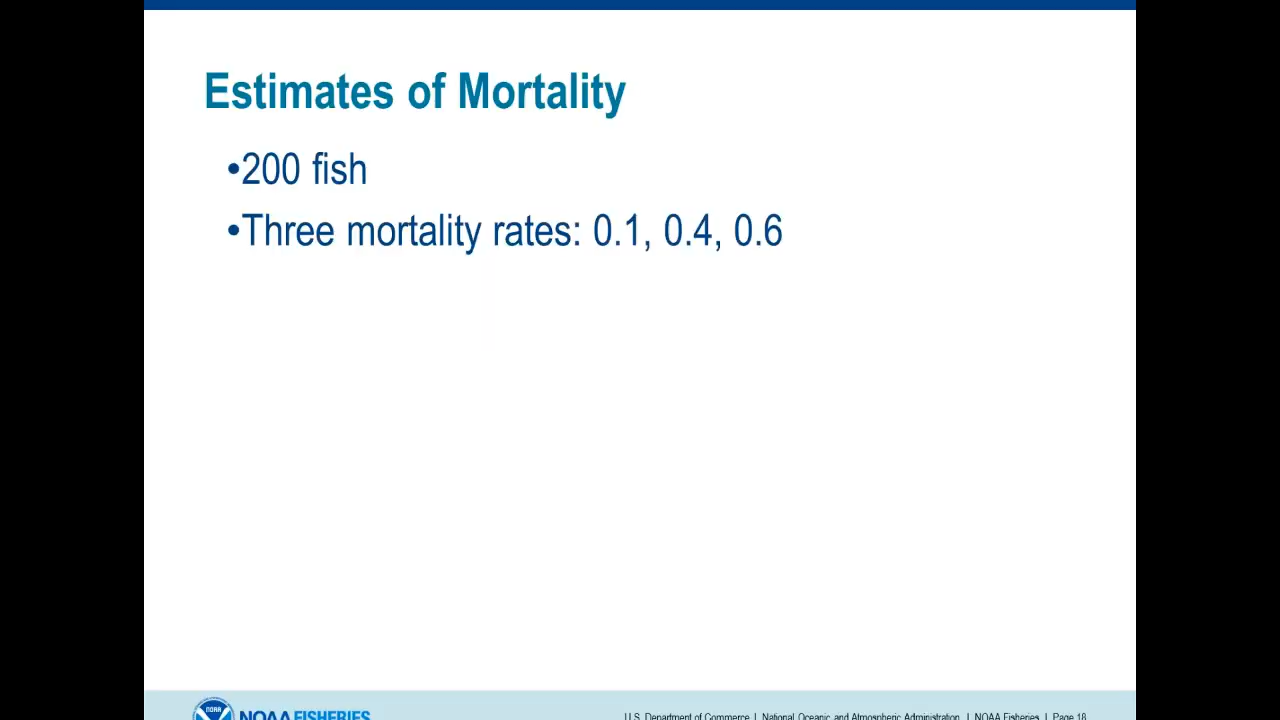 Estimates of Mortality
•200 fish
•Three mortality rates: 0.1, 0.4, 0.6
NOAA
NOAA FISHERIES
U.S. Department of Commerce | National Oceanic and Atmospheric Administration | NOAA Fisheries | Page 18